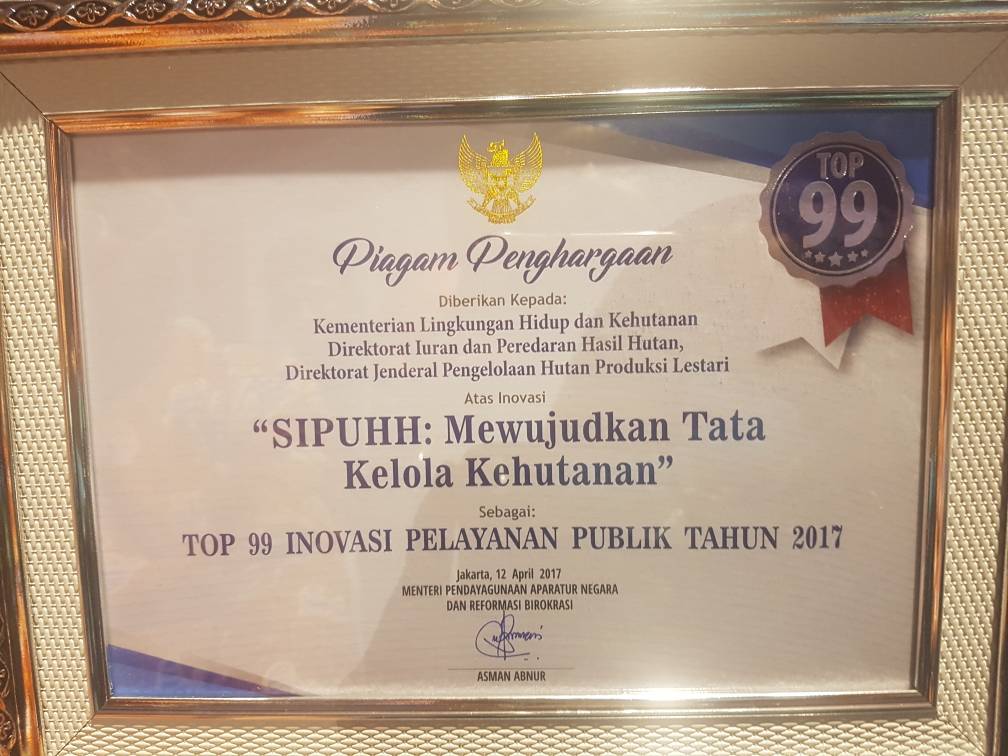 TOP
99
Piagam Penghargaan
Diberikan Kepada:
Kementerian Lingkungan Hidup dan Kehutanan
Direktorat Iuran dan Peredaran Hasil Hutan,
Direktorat Jenderal Pengelolaan Hutan Produksi Lestari
Atas Inovasi
“SIPUHH: Mewujudkan Tata
Kelola Kehutanan”
Sebagai:
TOP 99 INOVASI PELAYANAN PUBLIK TAHUN 2017
Jakarta, 12 April 2017
MENTERI PENDAYAGUNAAN APARATUR NEGARA
DAN REFORMASI BIROKRASI
ASMAN ABNUR